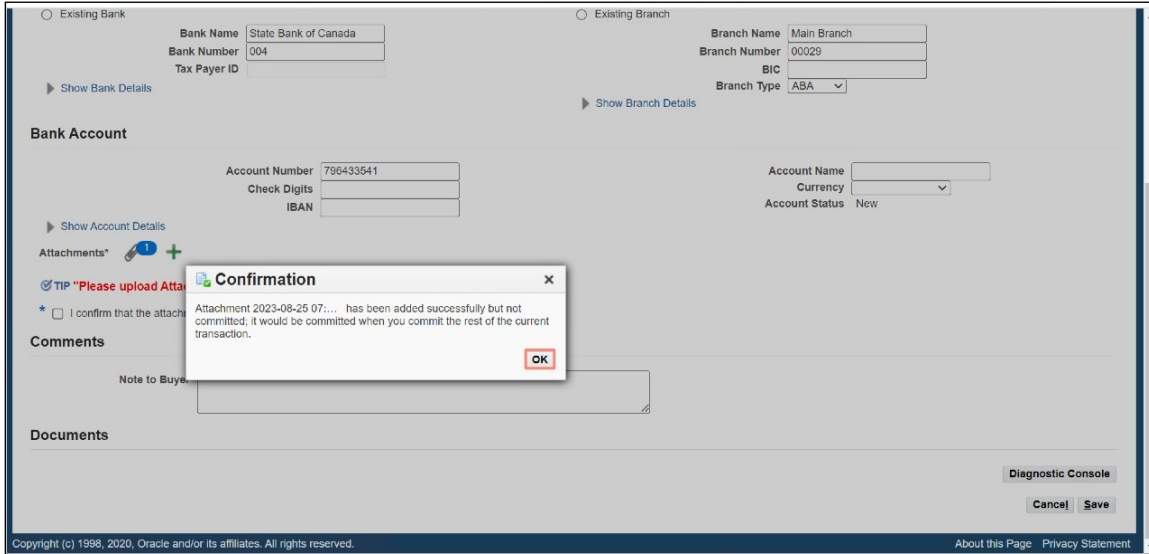 Existing Bank
Existing Branch
Bank Name State Bank of Canada
Branch Name Main Branch
Bank Number 004
Branch Number 00029
Tax Payer ID
BIC
Show Bank Details
Branch Type ABA
Show Branch Details
Bank Account
Account Number 796433541
Account Name
Check Digits
Currency
IBAN
Account Status New
Show Account Details
Attachments* 1
TIP "Please upload
* I confirm that the
Confirmation
Attachment 2023-08-25 07:... has been added successfully but not
committed; it would be committed when you commit the rest of the current
transaction.
OK
Comments
Note to
Documents
Diagnostic Console
Cancel Save
Copyright (c) 1998, 2020, Oracle and/or its affiliates. All rights reserved.
About this Page Privacy Statement